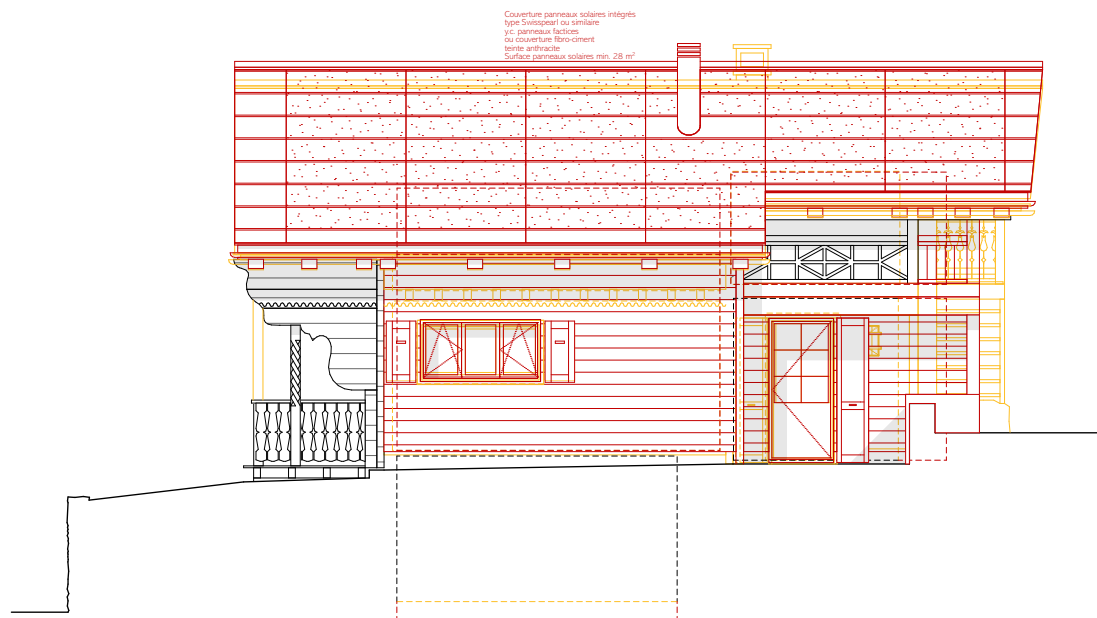 Couverture panneaux solaires intégrés
type Swisspearl ou similaire
y.c. panneaux factices
ou couverture fibro-ciment
teinte anthracite
Surface panneaux solaires min. 28 m²